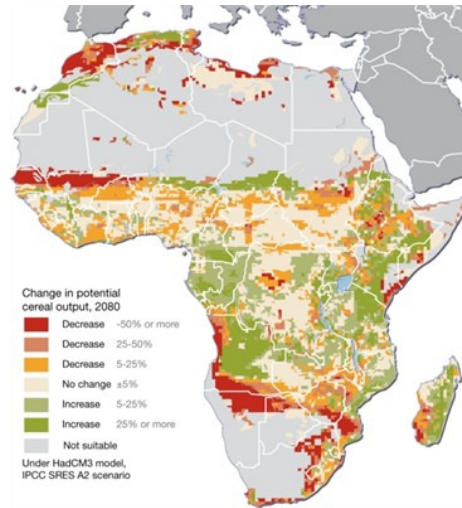 Change in potential
cereal output, 2080
Decrease -50% or more
Decrease 25-50%
Decrease 5-25%
No change ±5%
Increase 5-25%
Increase 25% or more
Not suitable
Under HadCM3 model,
IPCC SRES A2 scenario